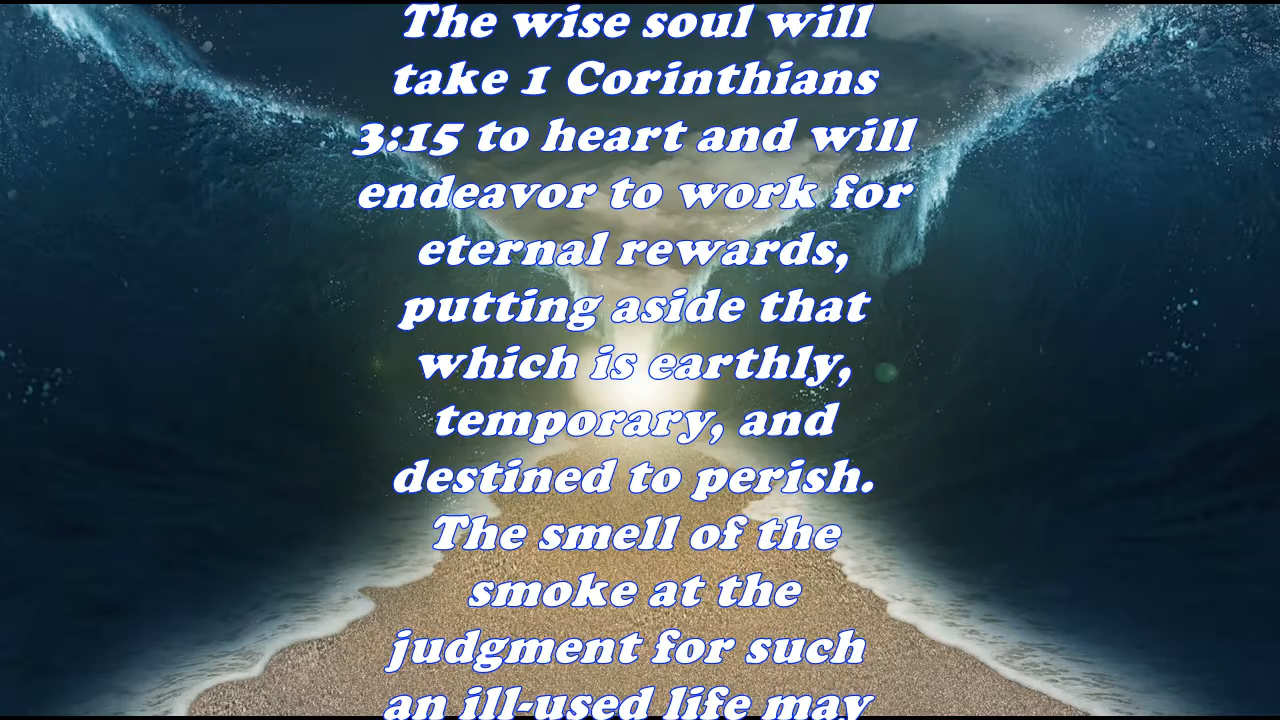 The wise soul will
take 1 Corinthians
3:15 to heart and will
endeavor to work for
eternal rewards,
putting aside that
which is earthly,
temporary, and
destined to perish.
The smell of the
smoke at the
judgment for such
an ill-used life may